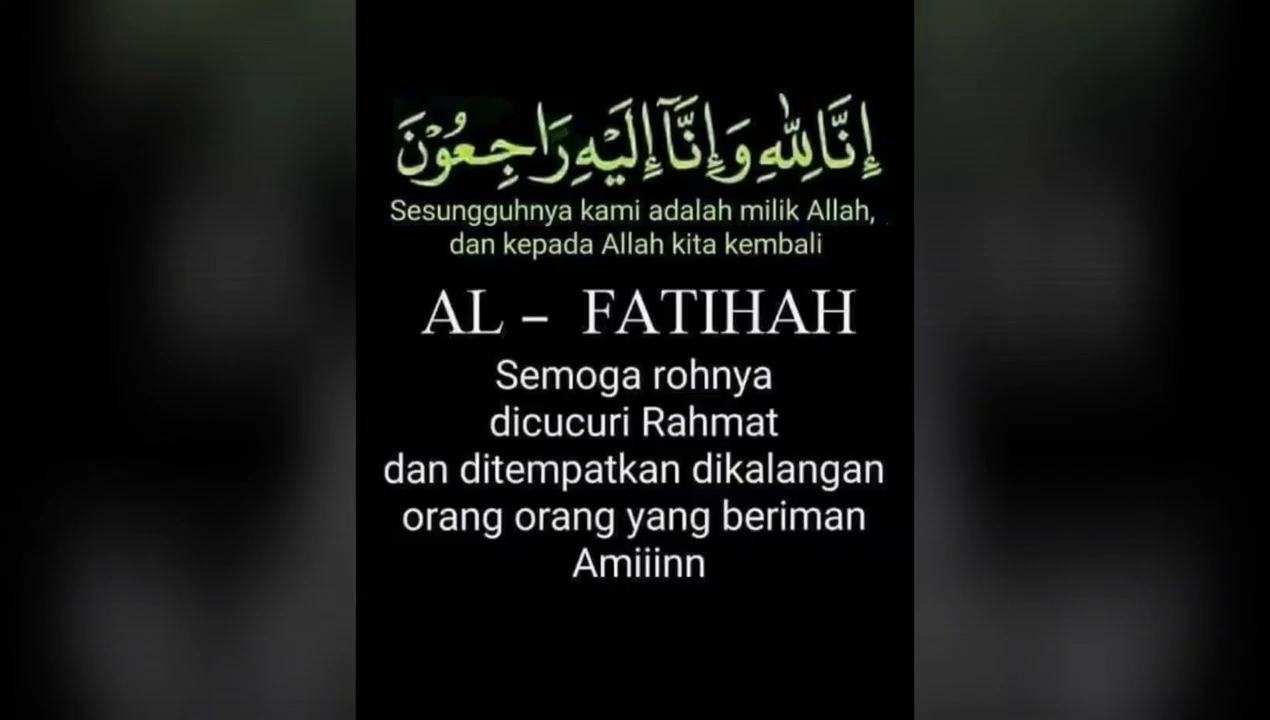 إِنَّا لِلّٰهِ وَإِنَّآ إِلَيْهِ رَاجِعُوْنَ
Sesungguhnya kami adalah milik Allah,
dan kepada Allah kita kembali
AL – FATIHAH
Semoga rohnya
dicucuri Rahmat
dan ditempatkan dikalangan
orang orang yang beriman
Amiiinn